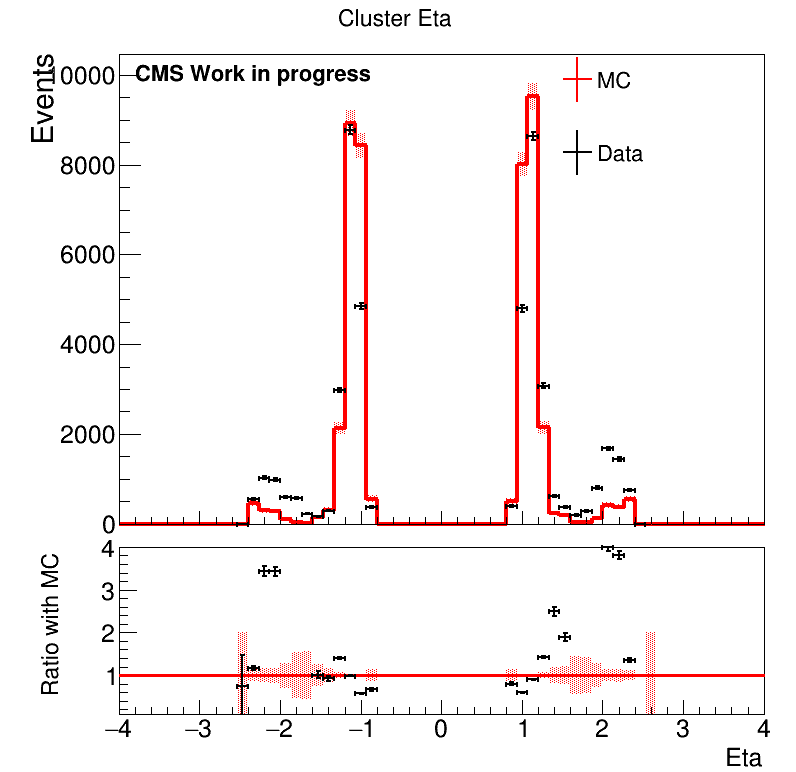 Cluster Eta
Events
CMS Work in progress
MC
Data
10000
8000
6000
4000
2000
0
Ratio with MC
4
3
2
1
−4 −3 −2 −1 0 1 2 3 4
Eta